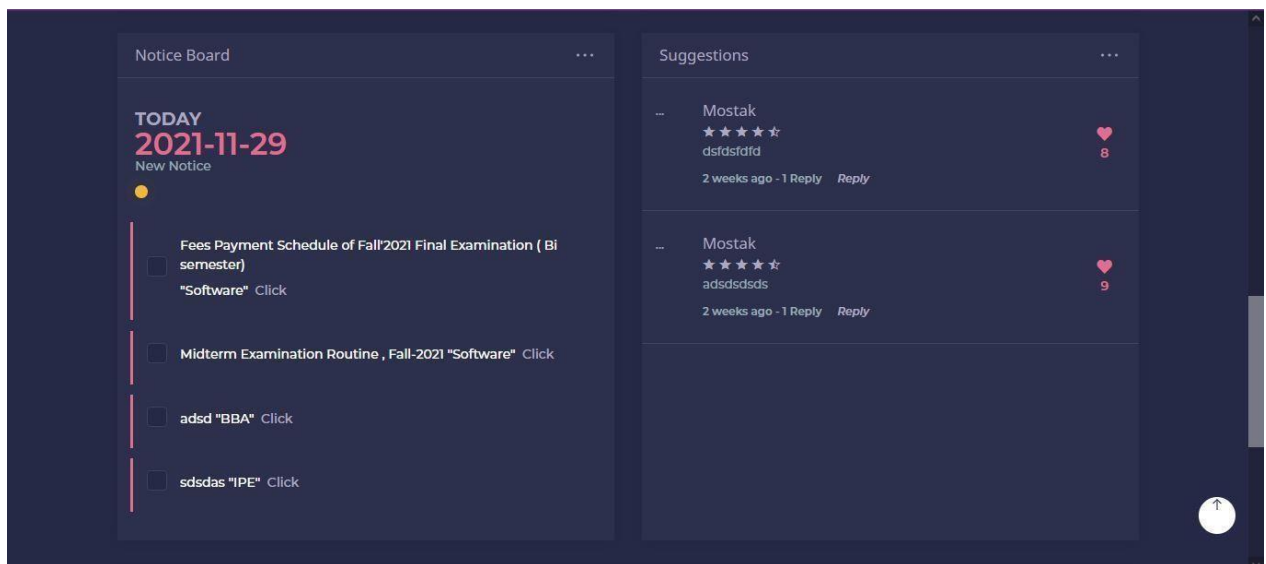 Notice Board ...
TODAY
2021-11-29
New Notice
Fees Payment Schedule of Fall'2021 Final Examination ( Bi
semester)
"Software" Click
Midterm Examination Routine , Fall-2021 "Software" Click
adsd "BBA" Click
sdsdas "IPE" Click
Suggestions ...
... Mostak
dsfdsfdfd
8
2 weeks ago - 1 Reply Reply
... Mostak
adsdsdsds
9
2 weeks ago - 1 Reply Reply